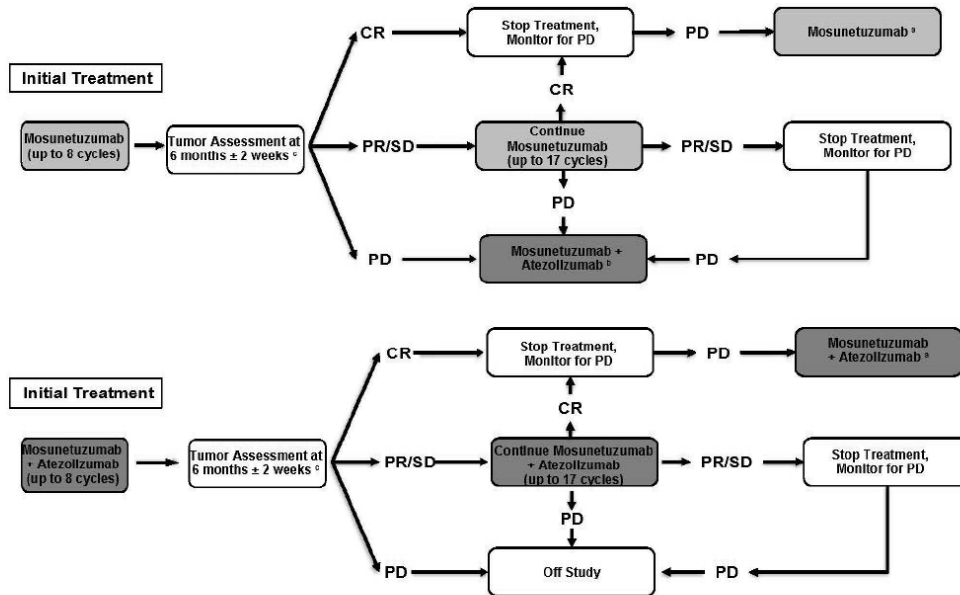 CR
Stop Treatment,
Monitor for PD
PD
Mosunetuzumab a
Initial Treatment
CR
Mosunetuzumab
(up to 8 cycles)
Tumor Assessment at
6 months ± 2 weeks c
PR/SD
Continue
Mosunetuzumab
(up to 17 cycles)
PR/SD
Stop Treatment,
Monitor for PD
PD
PD
Mosunetuzumab +
Atezolizumab b
PD
CR
Stop Treatment,
Monitor for PD
PD
Mosunetuzumab
+ Atezolizumab a
Initial Treatment
CR
Mosunetuzumab
+ Atezolizumab
(up to 8 cycles)
Tumor Assessment at
6 months ± 2 weeks c
PR/SD
Continue Mosunetuzumab
+ Atezolizumab
(up to 17 cycles)
PR/SD
Stop Treatment,
Monitor for PD
PD
PD
Off Study
PD